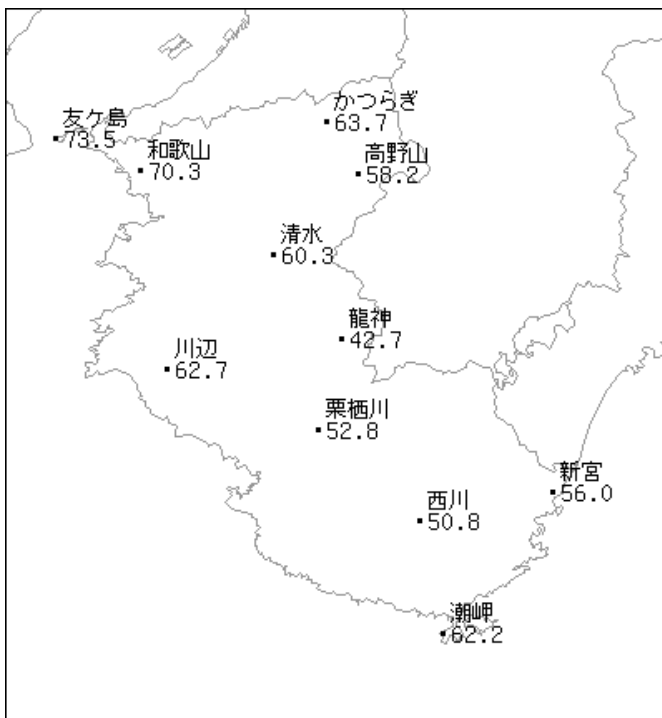 かつらぎ
63.7
友ケ島
73.5
和歌山
70.3
高野山
58.2
清水
60.3
龍神
42.7
川辺
62.7
栗栖川
52.8
新宮
56.0
西川
50.8
潮岬
62.2